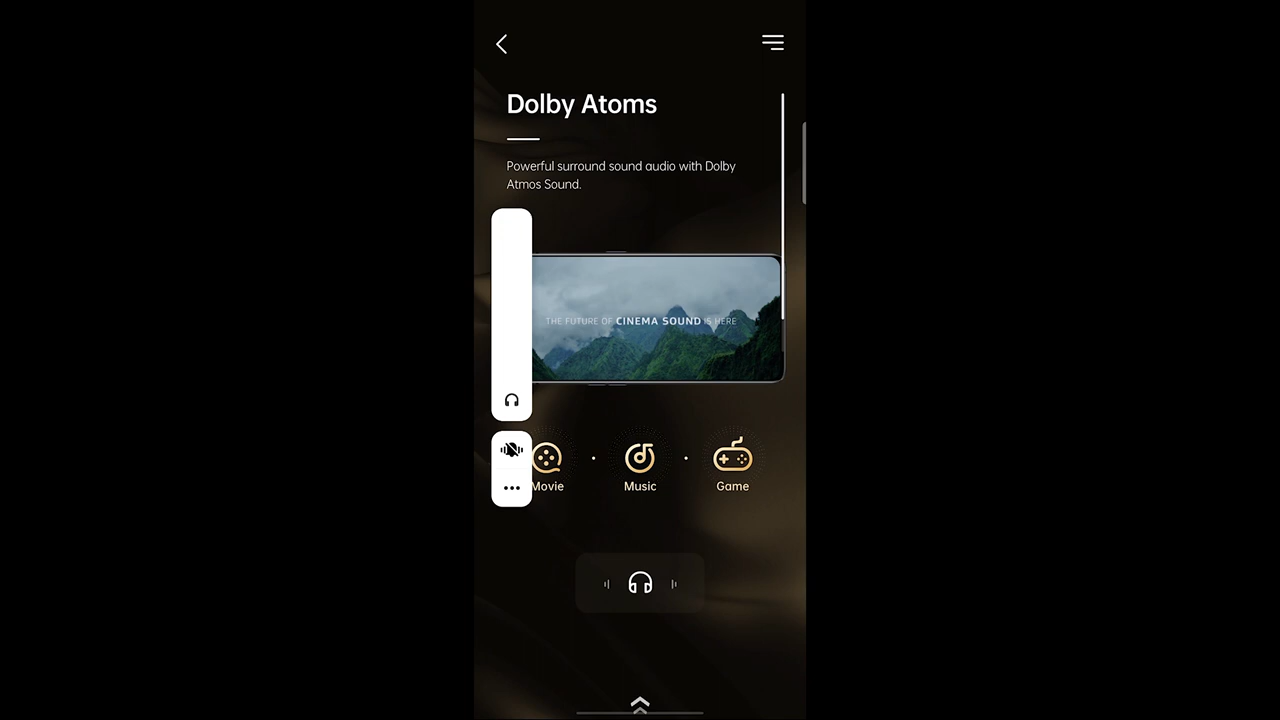 Dolby Atoms
Powerful surround sound audio with Dolby
Atmos Sound.
THE FUTURE OF CINEMA SOUND IS HERE
Movie
Music
Game